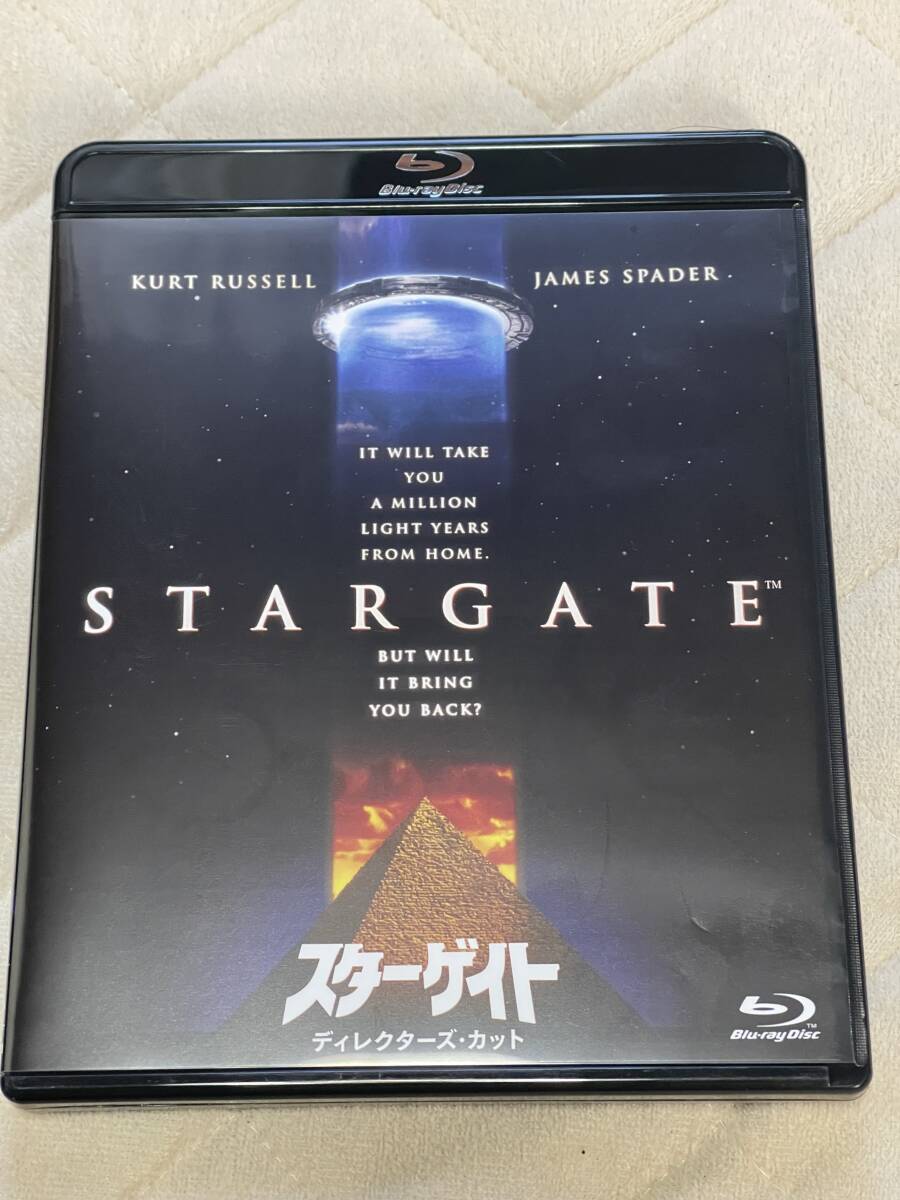 Blu-ray Disc
KURT RUSSELL
JAMES SPADER
IT WILL TAKE
YOU
A MILLION
LIGHT YEARS
FROM HOME.
STARGATE™
BUT WILL
IT BRING
YOU BACK?
スターゲイト
ディレクターズ・カット
Blu-ray Disc™